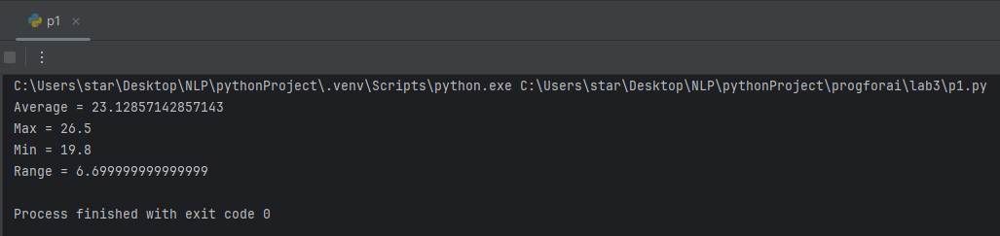 p1
C:\Users\star\Desktop\NLP\pythonProject\.venv\Scripts\python.exe C:\Users\star\Desktop\NLP\pythonProject\progforai\lab3\p1.py
Average = 23.12857142857143
Max = 26.5
Min = 19.8
Range = 6.699999999999999
Process finished with exit code 0